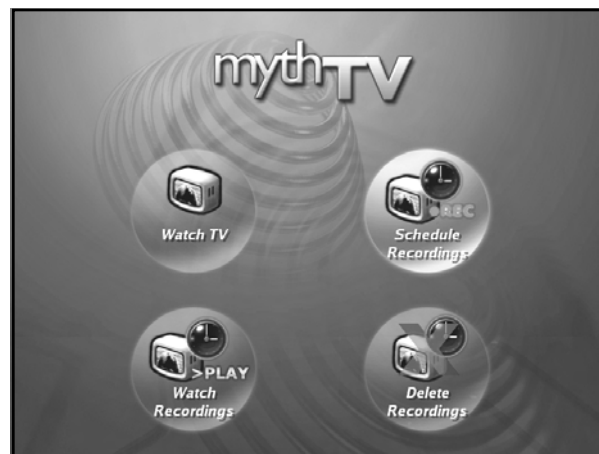 mythTV
Watch TV
REC
Schedule
Recordings
>PLAY
Watch
Recordings
Delete
Recordings